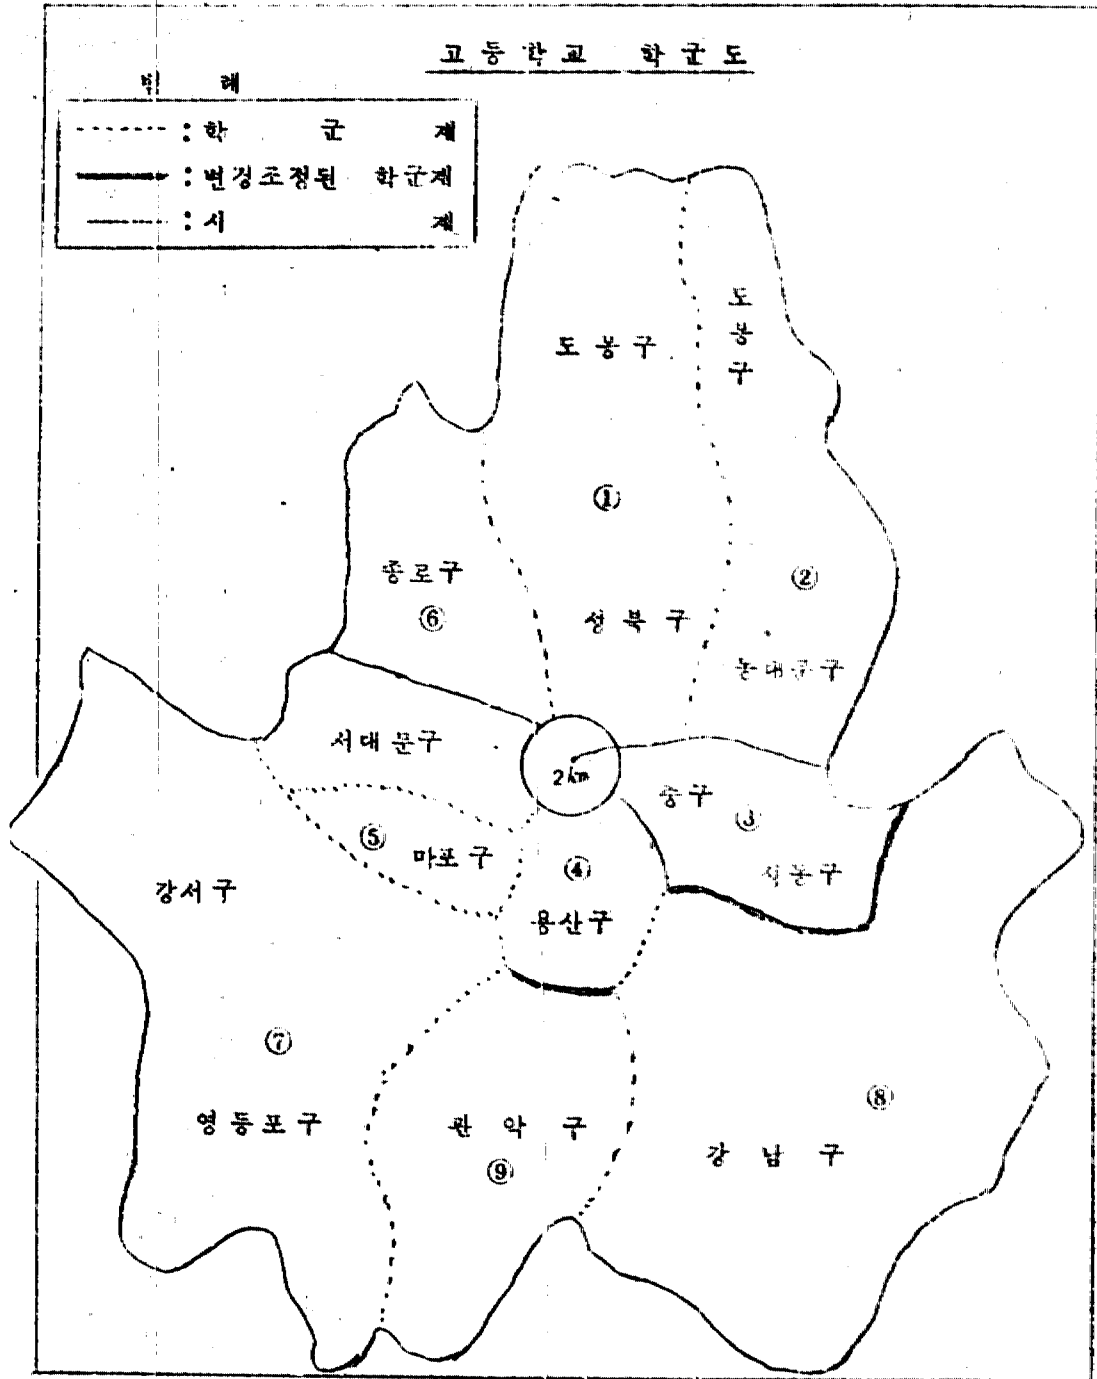 고등학교 학군도
범 례
: 학 군 계
: 변경조정된 학군계
: 시 계
도봉구
도봉구
①
②
종로구
⑥
성북구
동대문구
서대문구
2km
중구
③
⑤
마포구
④
성동구
강서구
용산구
⑦
⑧
영등포구
관악구
⑨
강남구